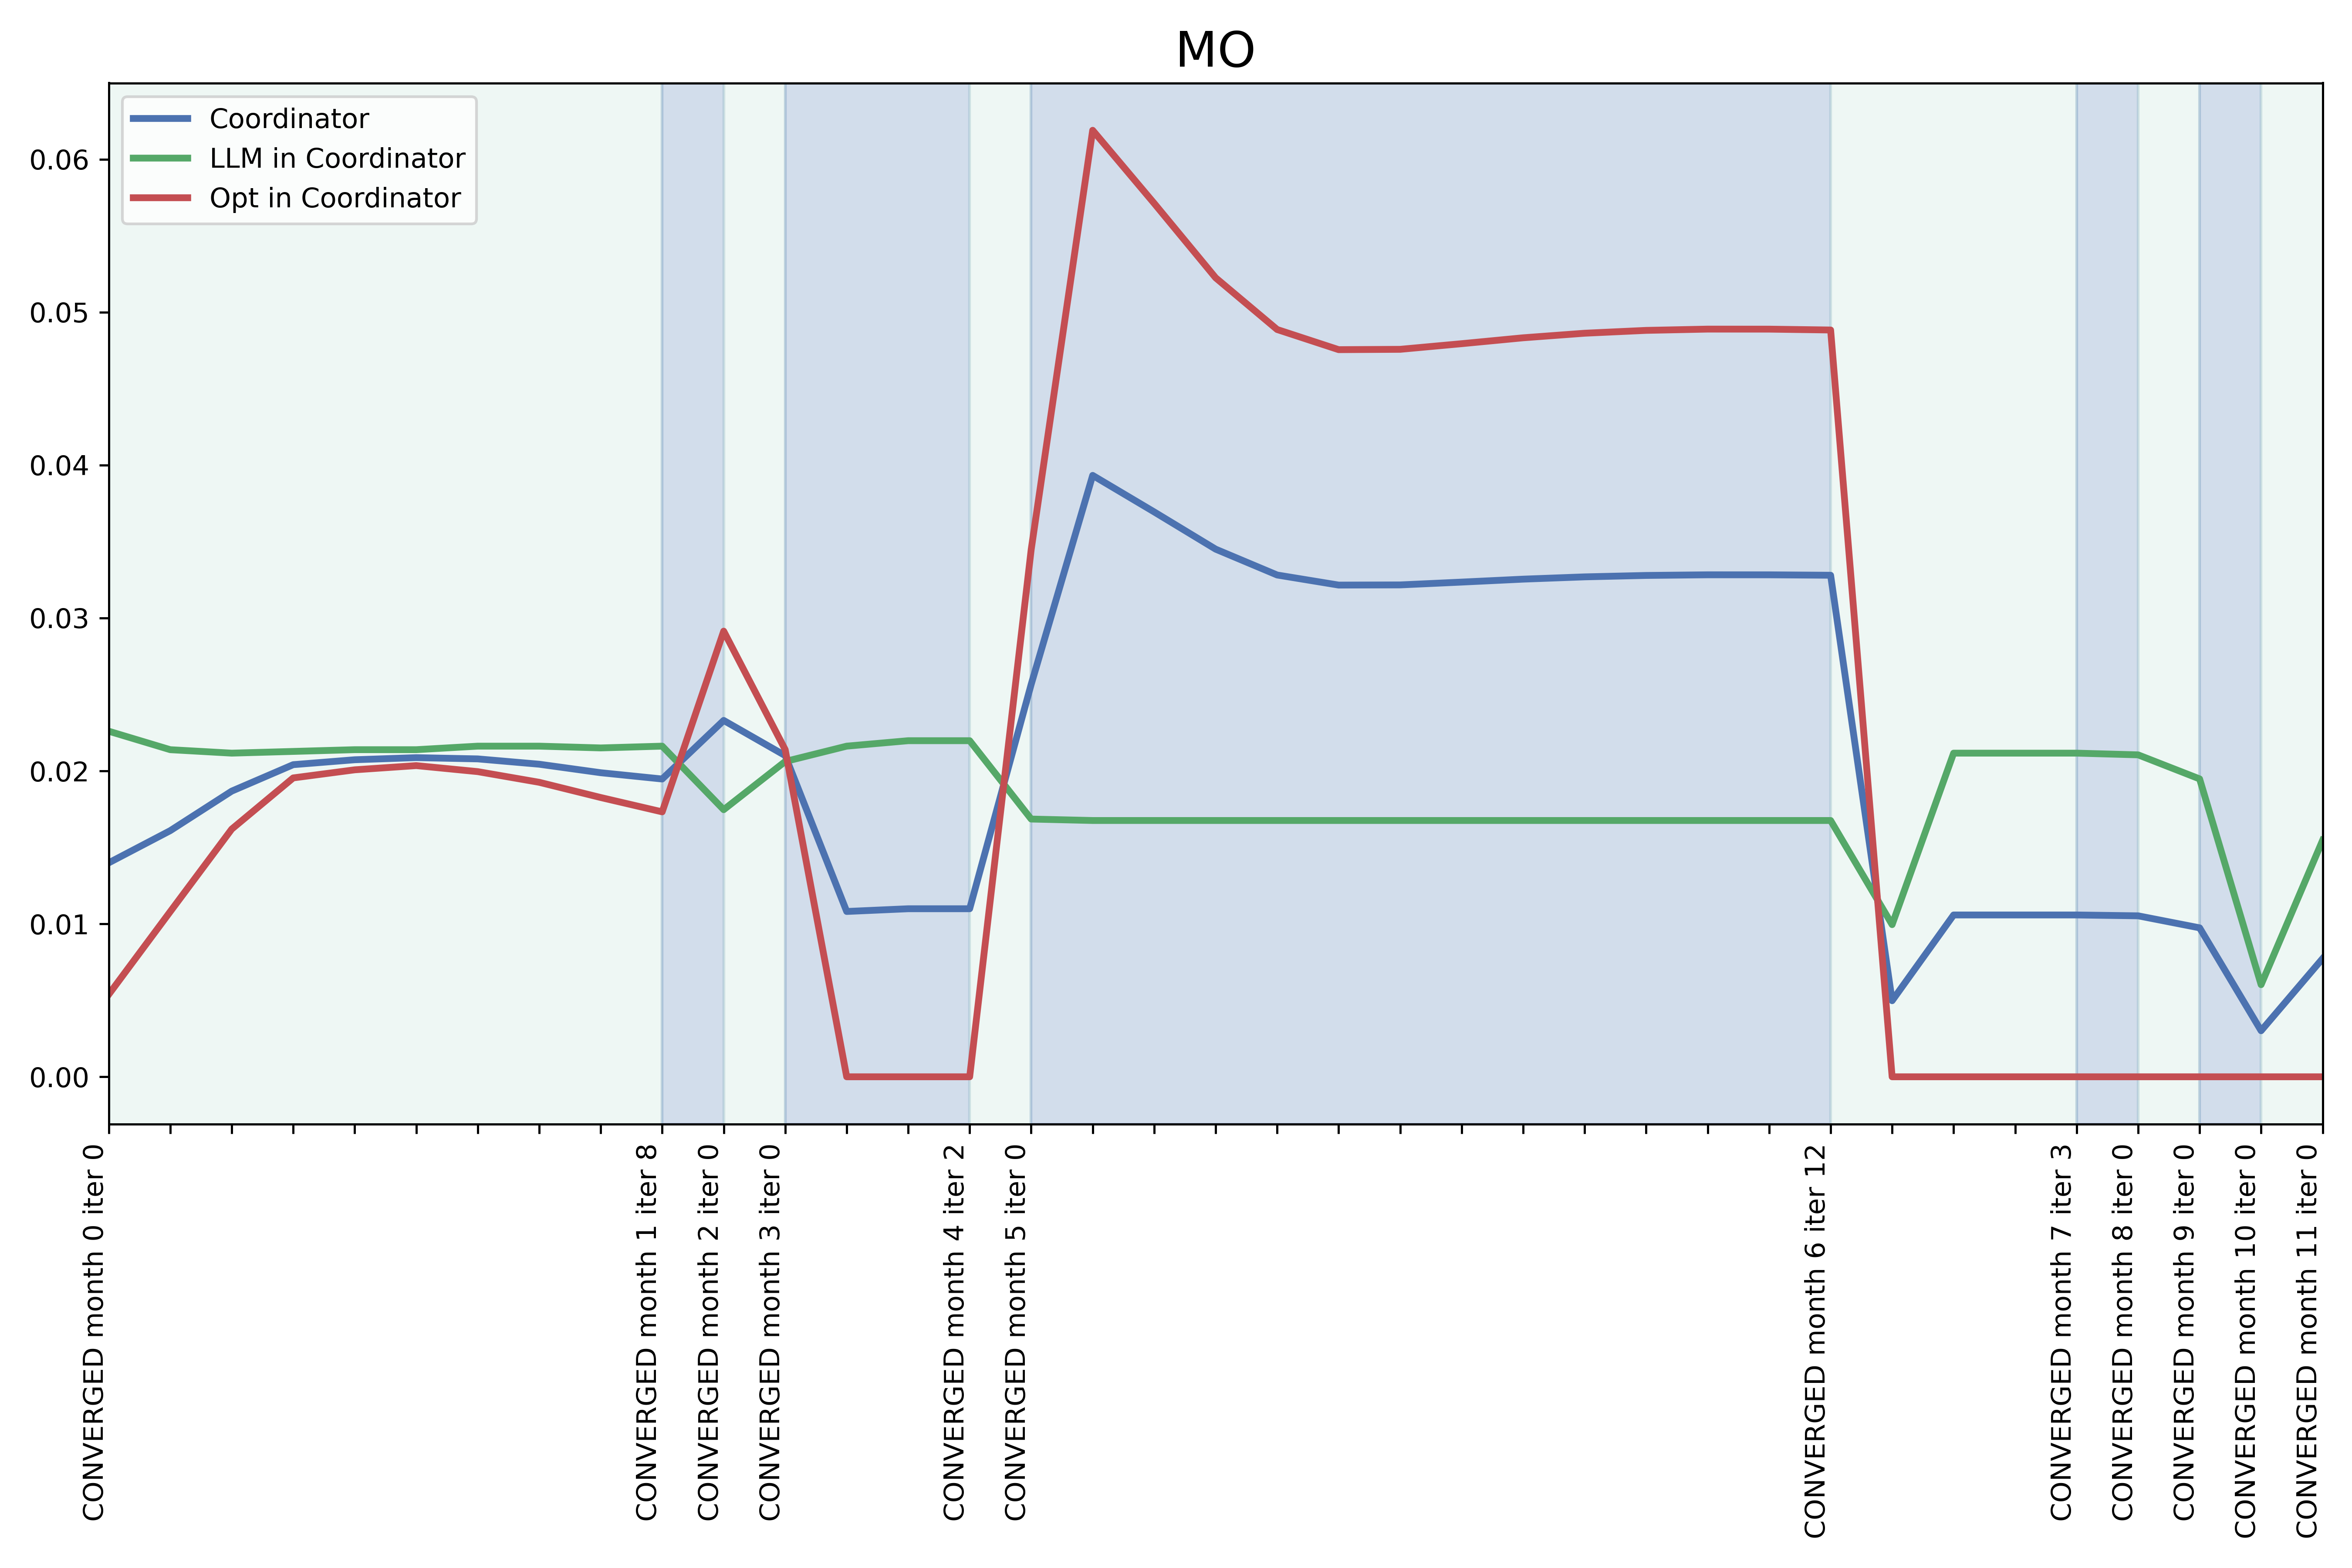 MO
Coordinator
LLM in Coordinator
Opt in Coordinator
0.06
0.05
0.04
0.03
0.02
0.01
0.00
CONVERGED month 0 iter 0
CONVERGED month 1 iter 8
CONVERGED month 2 iter 0
CONVERGED month 3 iter 0
CONVERGED month 4 iter 2
CONVERGED month 5 iter 0
CONVERGED month 6 iter 12
CONVERGED month 7 iter 3
CONVERGED month 8 iter 0
CONVERGED month 9 iter 0
CONVERGED month 10 iter 0
CONVERGED month 11 iter 0